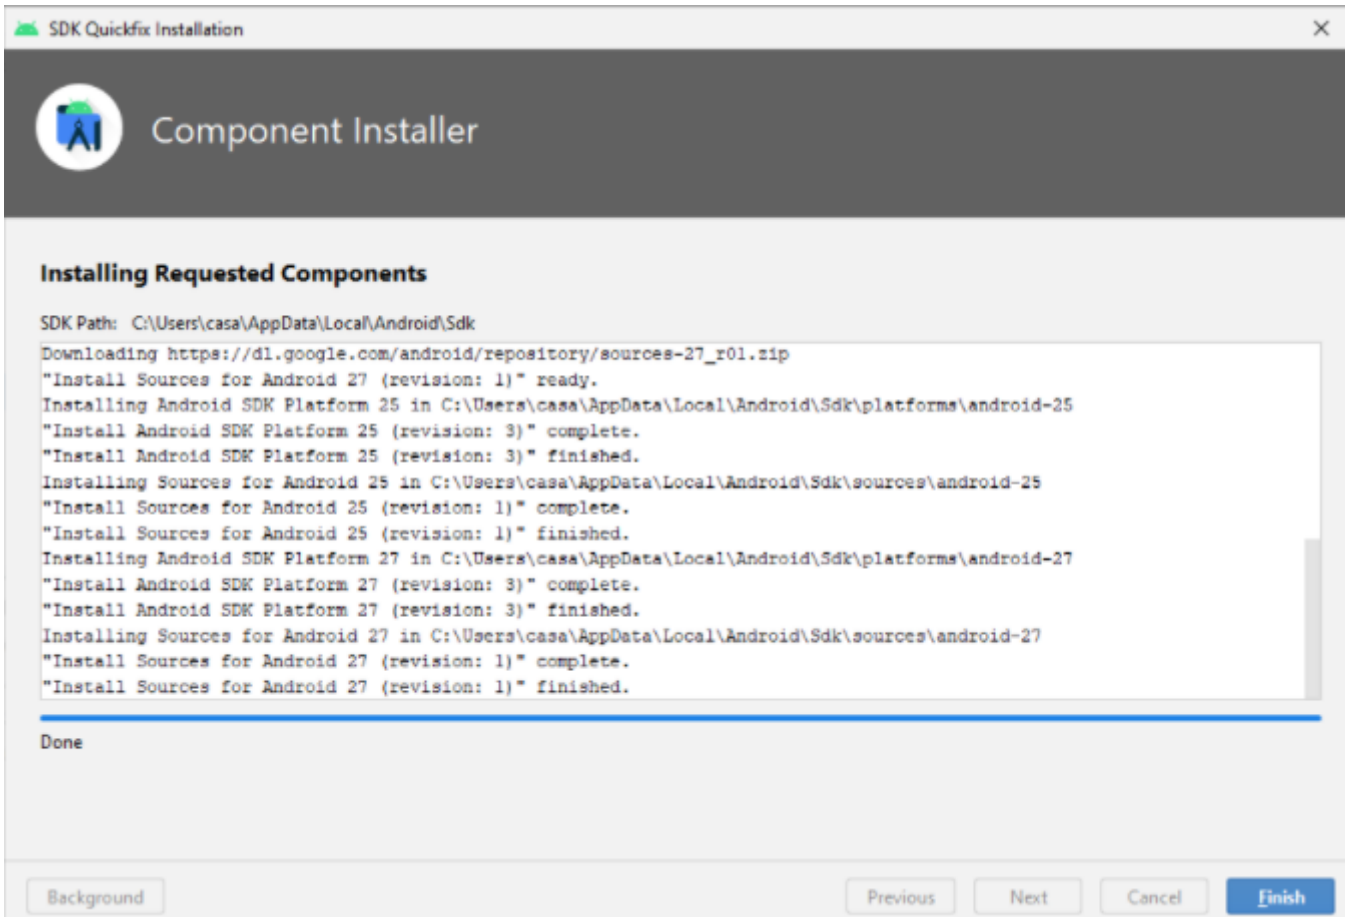 SDK Quickfix Installation
Component Installer
Installing Requested Components
SDK Path: C:\Users\casa\AppData\Local\Android\Sdk
Downloading https://dl.google.com/android/repository/sources-27_r01.zip
"Install Sources for Android 27 (revision: 1)" ready.
Installing Android SDK Platform 25 in C:\Users\casa\AppData\Local\Android\Sdk\platforms\android-25
"Install Android SDK Platform 25 (revision: 3)" complete.
"Install Android SDK Platform 25 (revision: 3)" finished.
Installing Sources for Android 25 in C:\Users\casa\AppData\Local\Android\Sdk\sources\android-25
"Install Sources for Android 25 (revision: 1)" complete.
"Install Sources for Android 25 (revision: 1)" finished.
Installing Android SDK Platform 27 in C:\Users\casa\AppData\Local\Android\Sdk\platforms\android-27
"Install Android SDK Platform 27 (revision: 3)" complete.
"Install Android SDK Platform 27 (revision: 3)" finished.
Installing Sources for Android 27 in C:\Users\casa\AppData\Local\Android\Sdk\sources\android-27
"Install Sources for Android 27 (revision: 1)" complete.
"Install Sources for Android 27 (revision: 1)" finished.
Done
Background Previous Next Cancel Finish